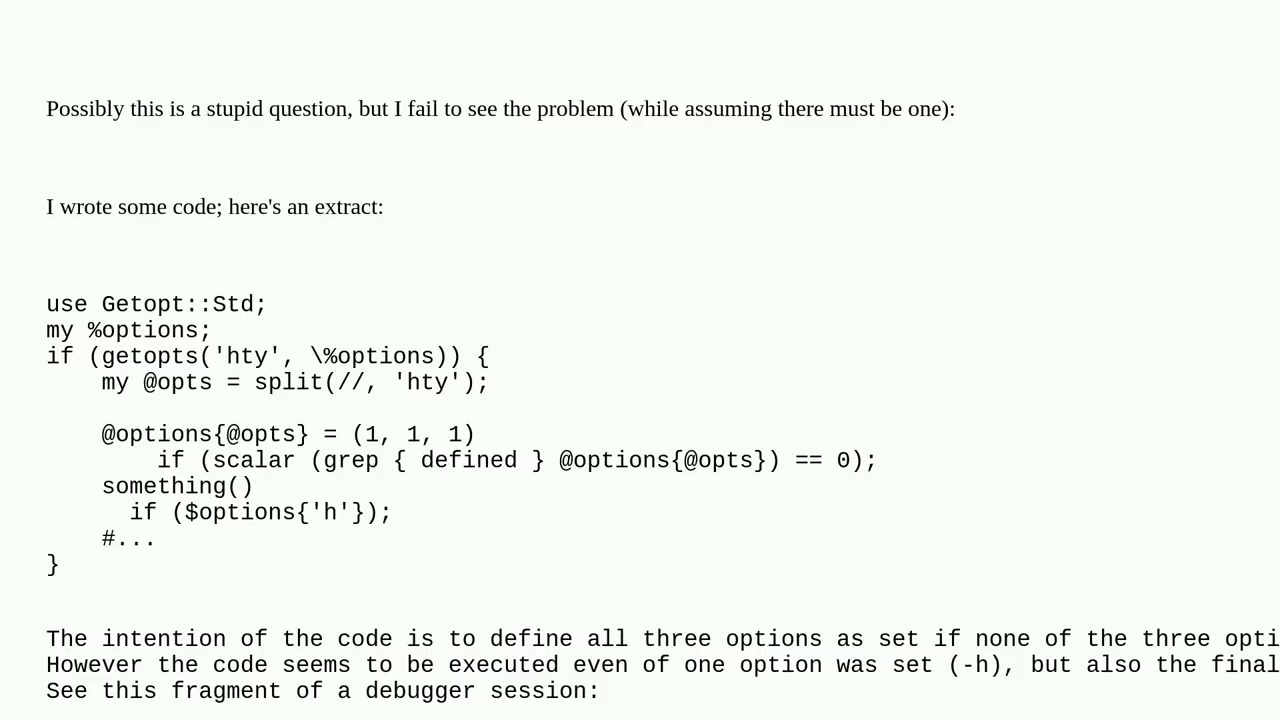 Possibly this is a stupid question, but I fail to see the problem (while assuming there must be one):
I wrote some code; here's an extract:
use Getopt::Std;
my %options;
if (getopts('hty', \%options)) {
    my @opts = split(//, 'hty');
    @options{@opts} = (1, 1, 1)
        if (scalar (grep { defined } @options{@opts}) == 0);
    something()
      if ($options{'h'});
    #...
}
The intention of the code is to define all three options as set if none of the three opti
However the code seems to be executed even of one option was set (-h), but also the final
See this fragment of a debugger session: